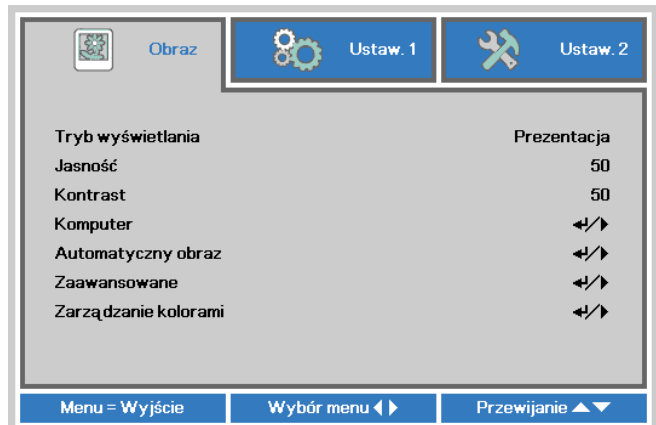 Obraz Ustaw. 1 Ustaw. 2
Tryb wyświetlania Prezentacja
Jasność 50
Kontrast 50
Komputer ↵/▶
Automatyczny obraz ↵/▶
Zaawansowane ↵/▶
Zarządzanie kolorami ↵/▶
Menu = Wyjście Wybór menu ◀▶ Przewijanie ▲▼